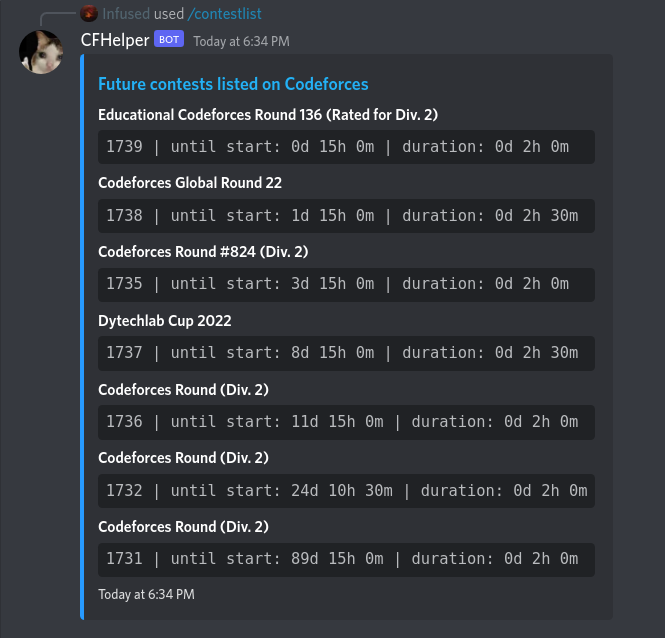 Infused used /contestlist
CFHelper BOT Today at 6:34 PM
Future contests listed on Codeforces
Educational Codeforces Round 136 (Rated for Div. 2)
1739 | until start: 0d 15h 0m | duration: 0d 2h 0m
Codeforces Global Round 22
1738 | until start: 1d 15h 0m | duration: 0d 2h 30m
Codeforces Round #824 (Div. 2)
1735 | until start: 3d 15h 0m | duration: 0d 2h 0m
Dytechlab Cup 2022
1737 | until start: 8d 15h 0m | duration: 0d 2h 30m
Codeforces Round (Div. 2)
1736 | until start: 11d 15h 0m | duration: 0d 2h 0m
Codeforces Round (Div. 2)
1732 | until start: 24d 10h 30m | duration: 0d 2h 0m
Codeforces Round (Div. 2)
1731 | until start: 89d 15h 0m | duration: 0d 2h 0m
Today at 6:34 PM